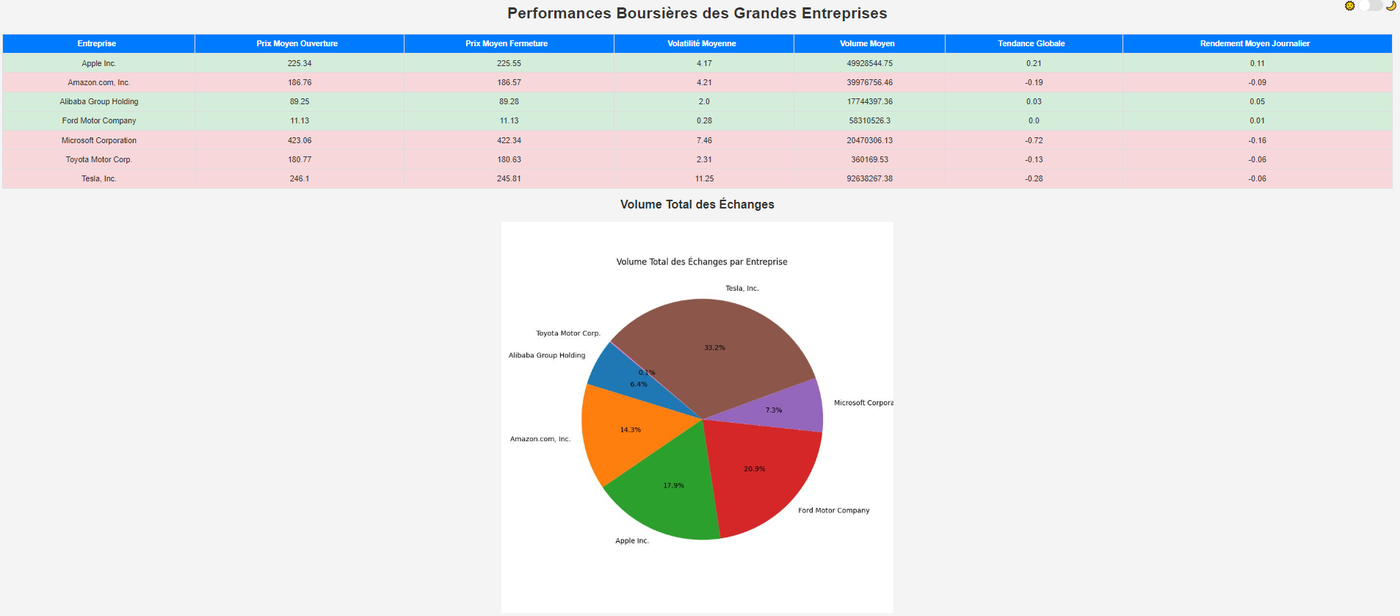 Performances Boursières des Grandes Entreprises
Entreprise Prix Moyen Ouverture Prix Moyen Fermeture Volatilité Moyenne Volume Moyen Tendance Globale Rendement Moyen Journalier
Apple Inc. 225.34 225.55 4.17 49928544.75 0.21 0.11
Amazon.com, Inc. 186.76 186.57 4.21 39976756.46 -0.19 -0.09
Alibaba Group Holding 89.25 89.28 2.0 17744397.36 0.03 0.05
Ford Motor Company 11.13 11.13 0.28 58310526.3 0.0 0.01
Microsoft Corporation 423.06 422.34 7.46 20470306.13 -0.72 -0.16
Toyota Motor Corp. 180.77 180.63 2.31 360169.53 -0.13 -0.06
Tesla, Inc. 246.1 245.81 11.25 92638267.38 -0.28 -0.06
Volume Total des Échanges
Volume Total des Échanges par Entreprise
Tesla, Inc.
Toyota Motor Corp.
33.2%
Alibaba Group Holding
0.1%
6.4%
Microsoft Corpora
7.3%
14.3%
Amazon.com, Inc.
20.9%
17.9%
Ford Motor Company
Apple Inc.